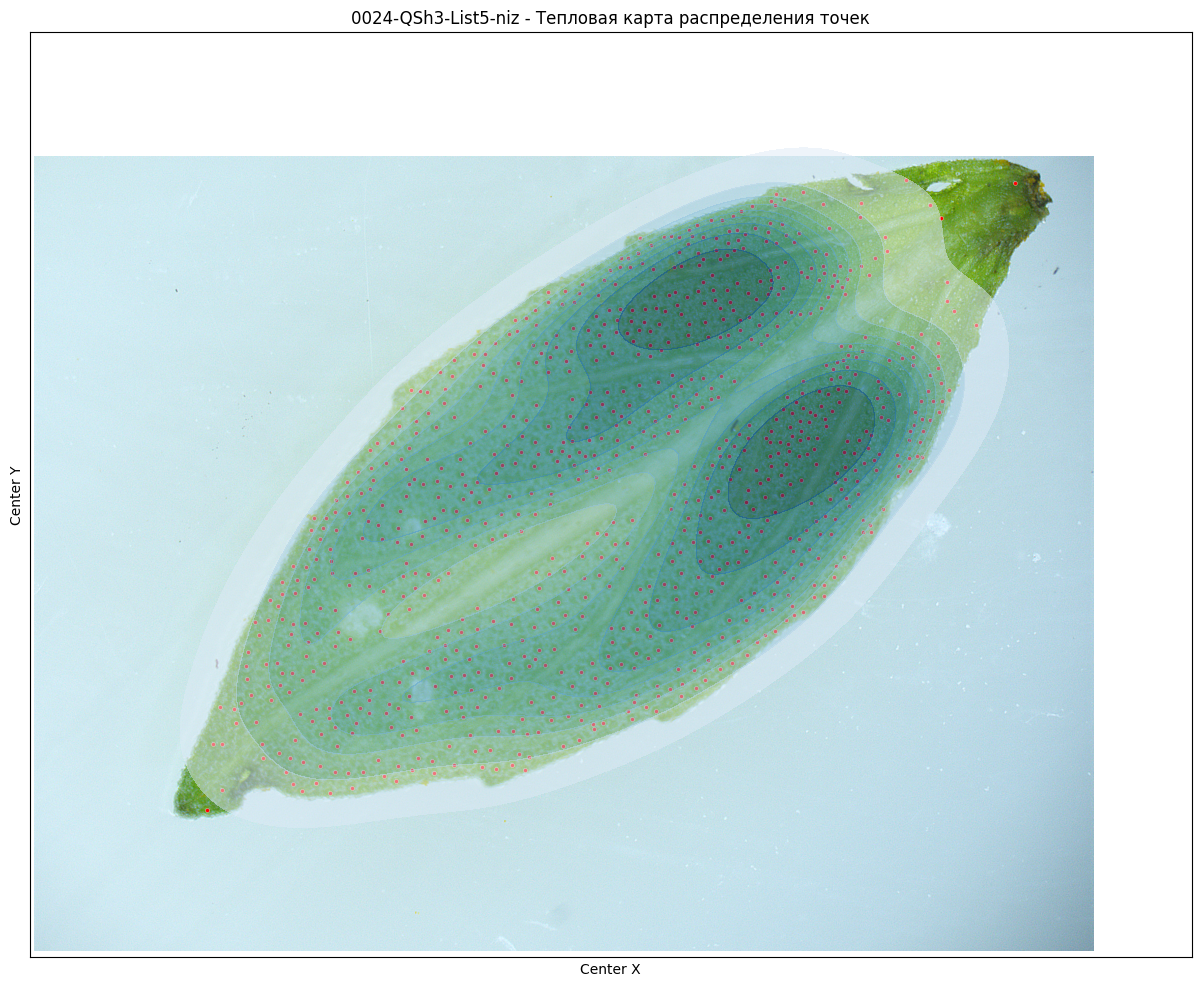 0024-QSh3-List5-niz - Тепловая карта распределения точек
Center Y
Center X